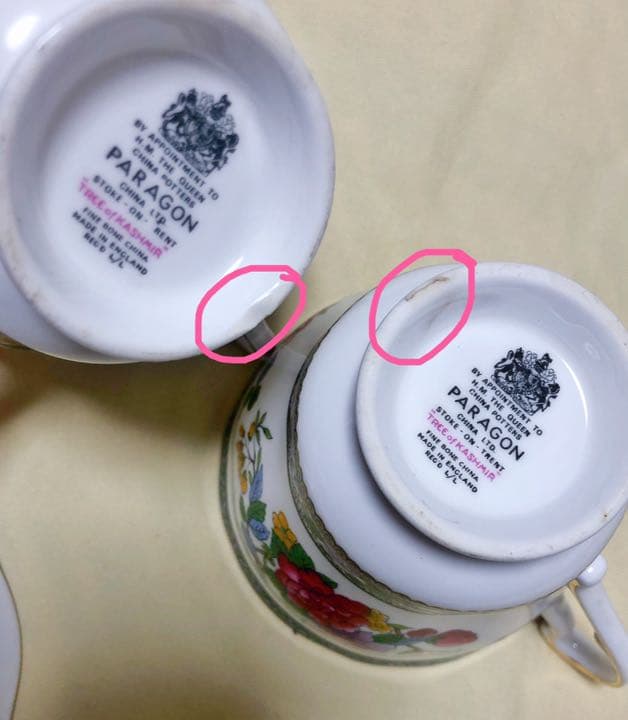 BY APPOINTMENT TO
H.M. THE QUEEN
CHINA POTTERS
PARAGON
CHINA LTD.
STOKE-ON-TRENT
"TREE of KASHMIR"
FINE BONE CHINA
MADE IN ENGLAND
REG'D L/L
BY APPOINTMENT TO
H.M. THE QUEEN
CHINA POTTERS
PARAGON
CHINA LTD.
STOKE-ON-TRENT
"TREE of KASHMIR"
FINE BONE CHINA
MADE IN ENGLAND
REG'D L/L